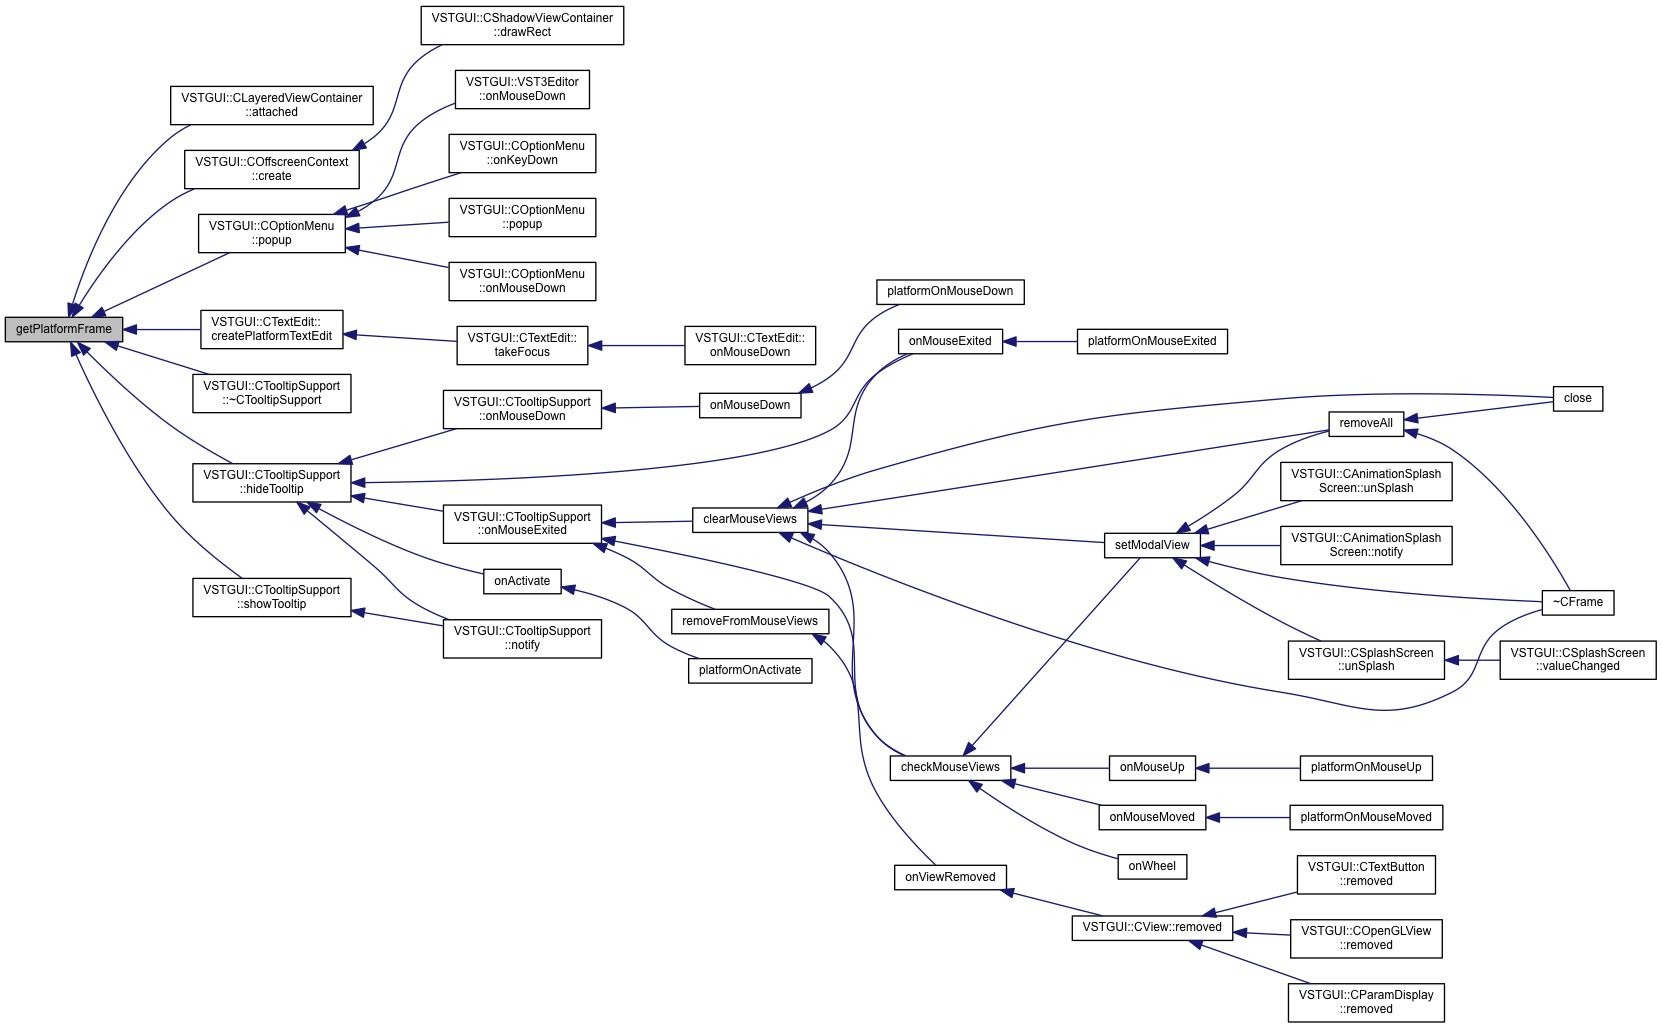 VSTGUI::CShadowViewContainer
::drawRect
VSTGUI::VST3Editor
::onMouseDown
VSTGUI::CLayeredViewContainer
::attached
VSTGUI::COptionMenu
::onKeyDown
VSTGUI::COffscreenContext
::create
VSTGUI::COptionMenu
::popup
VSTGUI::COptionMenu
::popup
VSTGUI::COptionMenu
::onMouseDown
platformOnMouseDown
getPlatformFrame
VSTGUI::CTextEdit::
createPlatformTextEdit
VSTGUI::CTextEdit::
takeFocus
VSTGUI::CTextEdit::
onMouseDown
onMouseExited
platformOnMouseExited
VSTGUI::CTooltipSupport
::~CTooltipSupport
VSTGUI::CTooltipSupport
::onMouseDown
onMouseDown
close
removeAll
VSTGUI::CTooltipSupport
::hideTooltip
VSTGUI::CAnimationSplash
Screen::unSplash
VSTGUI::CTooltipSupport
::onMouseExited
clearMouseViews
setModalView
VSTGUI::CAnimationSplash
Screen::notify
onActivate
VSTGUI::CTooltipSupport
::showTooltip
~CFrame
removeFromMouseViews
VSTGUI::CTooltipSupport
::notify
platformOnActivate
VSTGUI::CSplashScreen
::unSplash
VSTGUI::CSplashScreen
::valueChanged
checkMouseViews
onMouseUp
platformOnMouseUp
onMouseMoved
platformOnMouseMoved
onWheel
onViewRemoved
VSTGUI::CTextButton
::removed
VSTGUI::CView::removed
VSTGUI::COpenGLView
::removed
VSTGUI::CParamDisplay
::removed